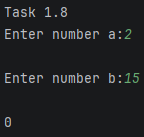 Task 1.8
Enter number a:2
Enter number b:15
0